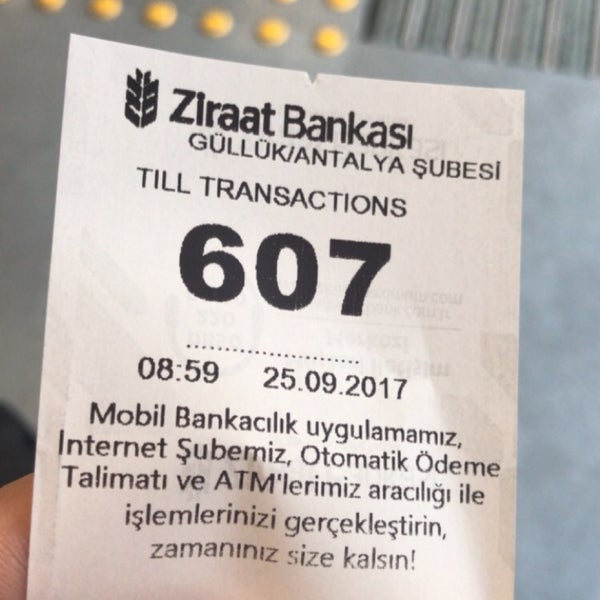 Ziraat Bankası
GÜLLÜK/ANTALYA ŞUBESİ
TILL TRANSACTIONS
607
08:59 25.09.2017
Mobil Bankacılık uygulamamız,
İnternet Şubemiz, Otomatik Ödeme
Talimatı ve ATM'lerimiz aracılığı ile
işlemlerinizi gerçekleştirin,
zamanınız size kalsın!